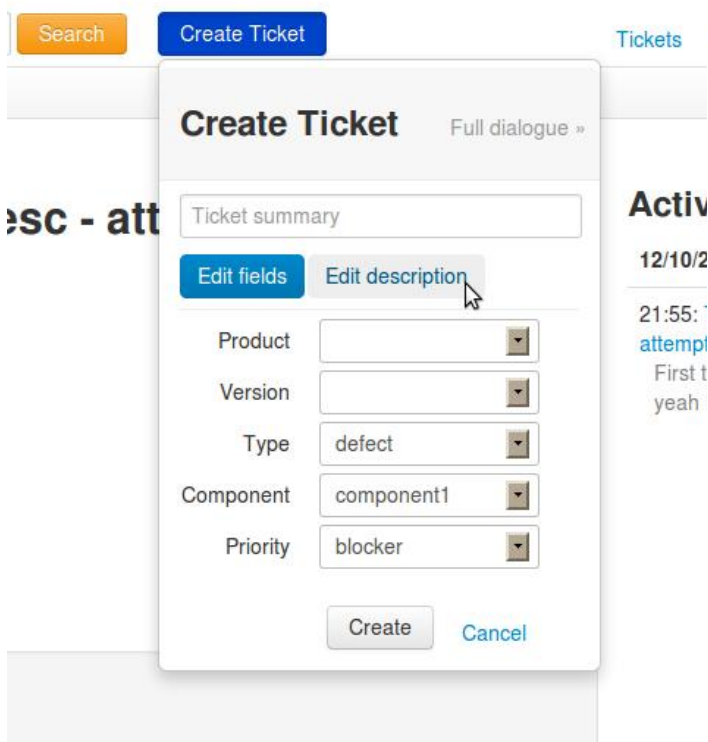 Search
Create Ticket
Tickets
Create Ticket
Full dialogue »
esc - att
Ticket summary
Activ
12/10/2
Edit fields
Edit description
21:55:
attempt
First t
yeah
Product
Version
Type
defect
Component
component1
Priority
blocker
Create
Cancel